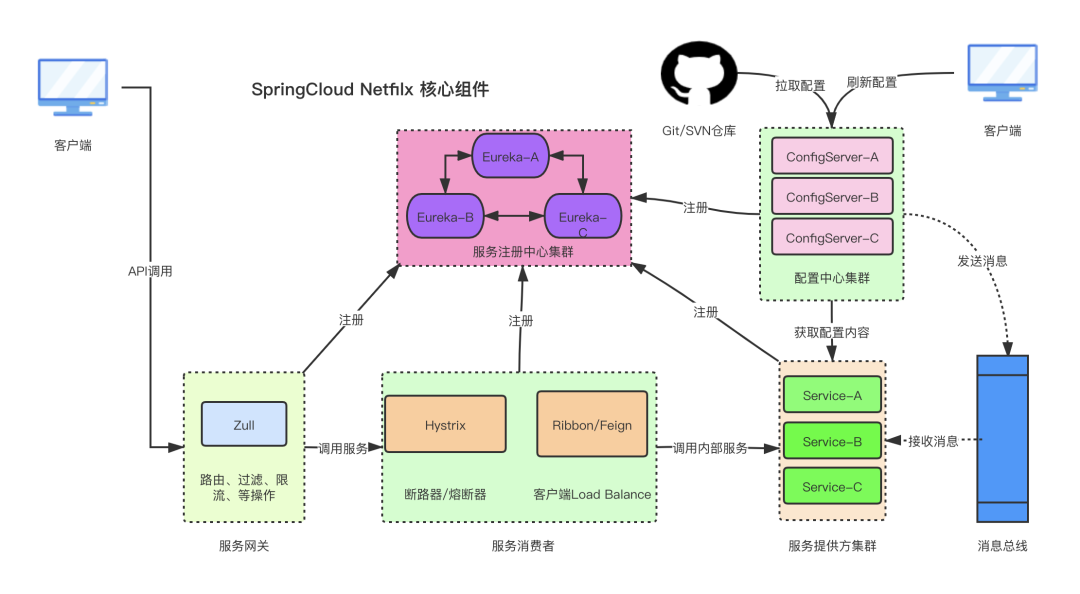 SpringCloud Netfilx 核心组件
客户端
Git/SVN仓库
客户端
拉取配置
刷新配置
Eureka-A
Eureka-B
Eureka-
C
服务注册中心集群
ConfigServer-A
ConfigServer-B
ConfigServer-C
配置中心集群
注册
发送消息
API调用
注册
注册
注册
获取配置内容
Zull
路由、过滤、限
流、等操作
服务网关
调用服务
Hystrix
断路器/熔断器
Ribbon/Feign
客户端Load Balance
服务消费者
调用内部服务
Service-A
Service-B
Service-C
服务提供方集群
接收消息
消息总线